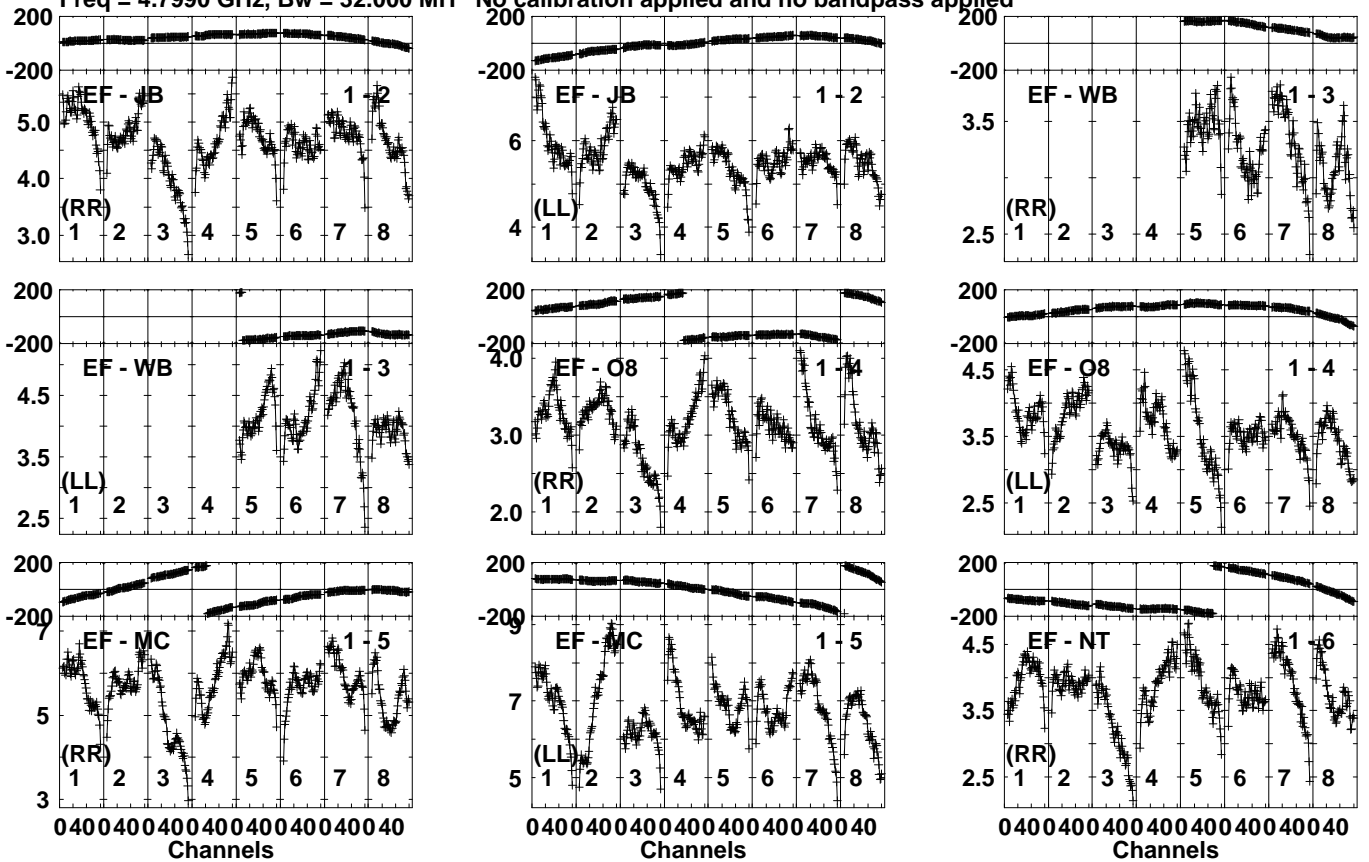 Freq = 4.7990 GHz, Bw = 32.000 MH No calibration applied and no bandpass applied
200
-200
EF - JB 1 - 2
5.0
4.0
3.0
(RR)
1 2 3 4 5 6 7 8
200
-200
EF - JB 1 - 2
6
4
(LL)
1 2 3 4 5 6 7 8
200
-200
EF - WB 1 - 3
3.5
2.5
(RR)
1 2 3 4 5 6 7 8
200
-200
EF - WB 1 - 3
4.5
3.5
2.5
(LL)
1 2 3 4 5 6 7 8
200
-200
4.0
EF - O8 1 - 4
3.0
2.0
(RR)
1 2 3 4 5 6 7 8
200
-200
EF - O8 1 - 4
4.5
3.5
2.5
(LL)
1 2 3 4 5 6 7 8
200
-200
7
EF - MC 1 - 5
5
3
(RR)
1 2 3 4 5 6 7 8
200
-200
9
EF - MC 1 - 5
7
5
(LL)
1 2 3 4 5 6 7 8
200
-200
EF - NT 1 - 6
4.5
3.5
2.5
(RR)
1 2 3 4 5 6 7 8
0 40 0 40 0 40 0 40 0 40 0 40 0 40 0 40
Channels
0 40 0 40 0 40 0 40 0 40 0 40 0 40 0 40
Channels
0 40 0 40 0 40 0 40 0 40 0 40 0 40 0 40
Channels